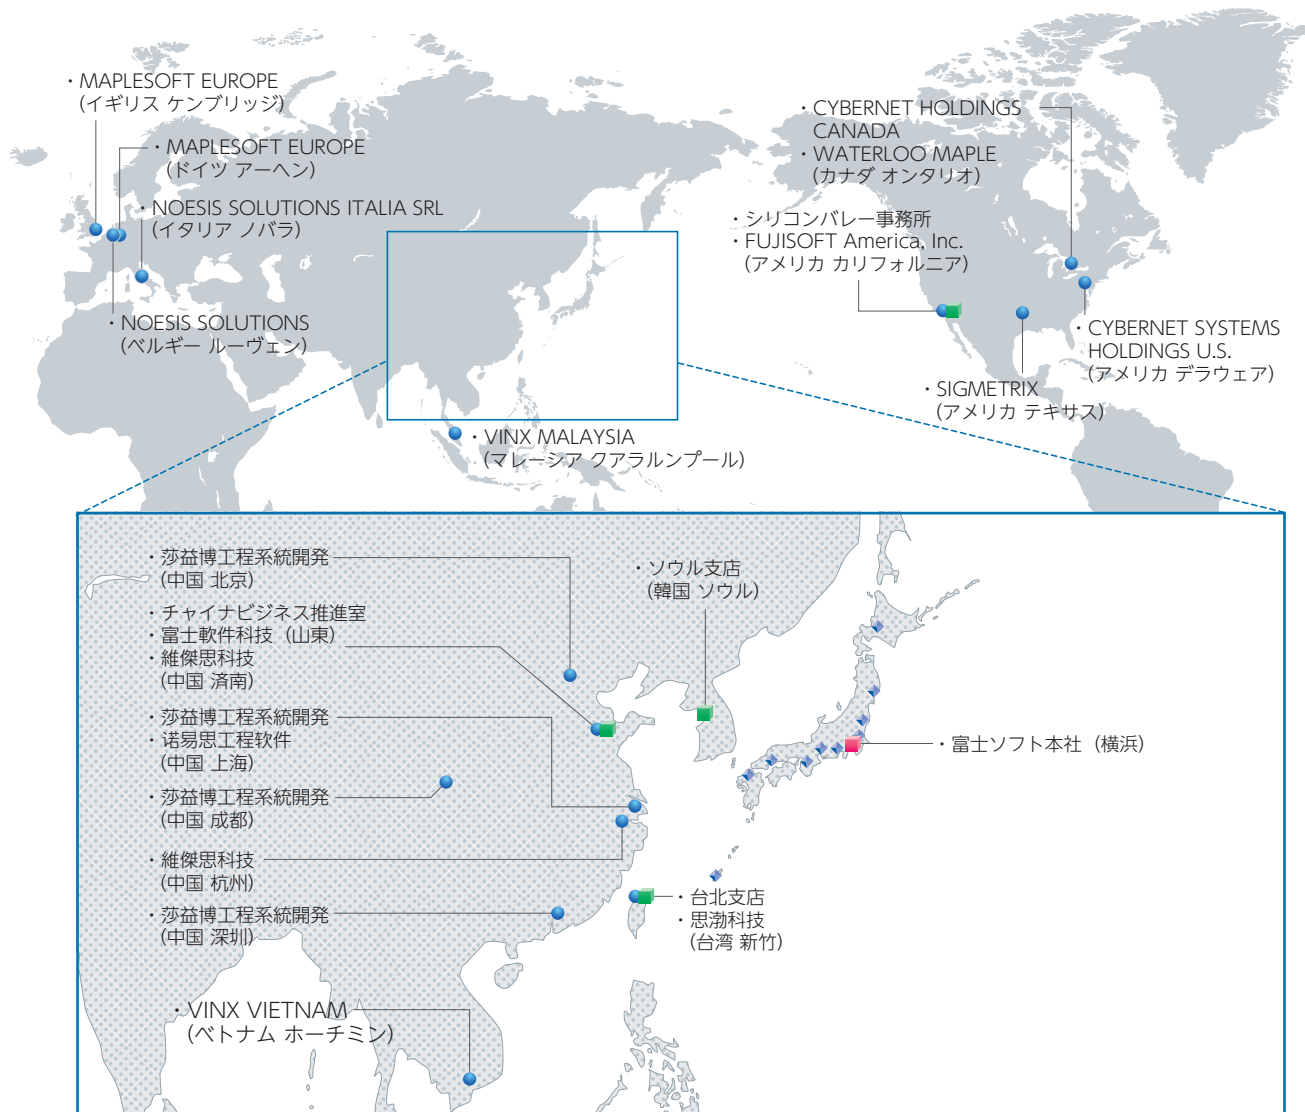 ・MAPLESOFT EUROPE
(イギリス ケンブリッジ)
・MAPLESOFT EUROPE
(ドイツ アーヘン)
・NOESIS SOLUTIONS ITALIA SRL
(イタリア ノバラ)
・NOESIS SOLUTIONS
(ベルギー ルーヴェン)
・CYBERNET HOLDINGS
CANADA
・WATERLOO MAPLE
(カナダ オンタリオ)
・シリコンバレー事務所
・FUJISOFT America, Inc.
(アメリカ カリフォルニア)
・CYBERNET SYSTEMS
HOLDINGS U.S.
(アメリカ デラウェア)
・SIGMETRIX
(アメリカ テキサス)
・VINX MALAYSIA
(マレーシア クアラルンプール)
・莎益博工程系統開発
(中国 北京)
・チャイナビジネス推進室
・富士軟件科技（山東）
・維傑思科技
(中国 済南)
・莎益博工程系統開発
・诺易思工程软件
(中国 上海)
・莎益博工程系統開発
(中国 成都)
・維傑思科技
(中国 杭州)
・莎益博工程系統開発
(中国 深圳)
・ソウル支店
(韓国 ソウル)
・富士ソフト本社（横浜）
・台北支店
・思渤科技
(台湾 新竹)
・VINX VIETNAM
(ベトナム ホーチミン)